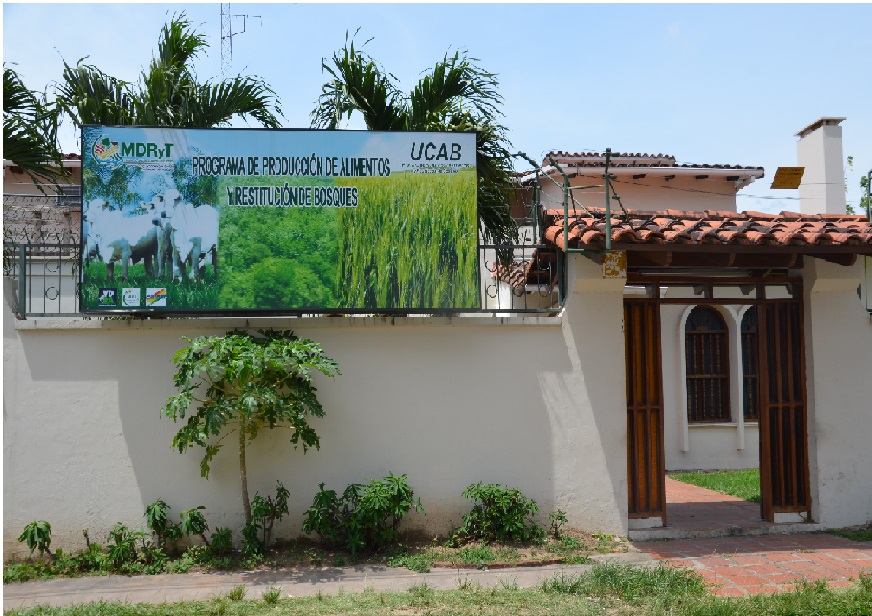 MDRyT
PROGRAMA DE PRODUCCIÓN DE ALIMENTOS
Y RESTITUCIÓN DE BOSQUES
UCAB